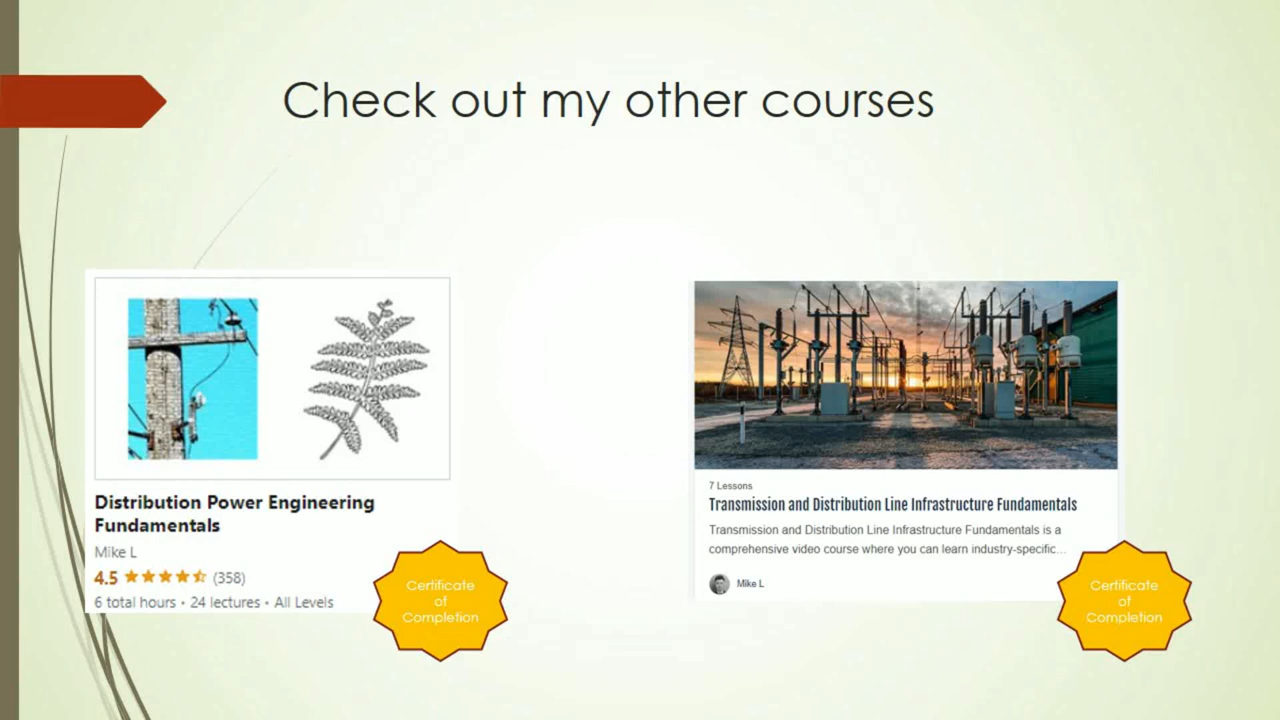 Check out my other courses
Distribution Power Engineering
Fundamentals
Mike L
4.5 (358)
6 total hours • 24 lectures • All Levels
Certificate
of
Completion
7 Lessons
Transmission and Distribution Line Infrastructure Fundamentals
Transmission and Distribution Line Infrastructure Fundamentals is a
comprehensive video course where you can learn industry-specific...
Mike L
Certificate
of
Completion